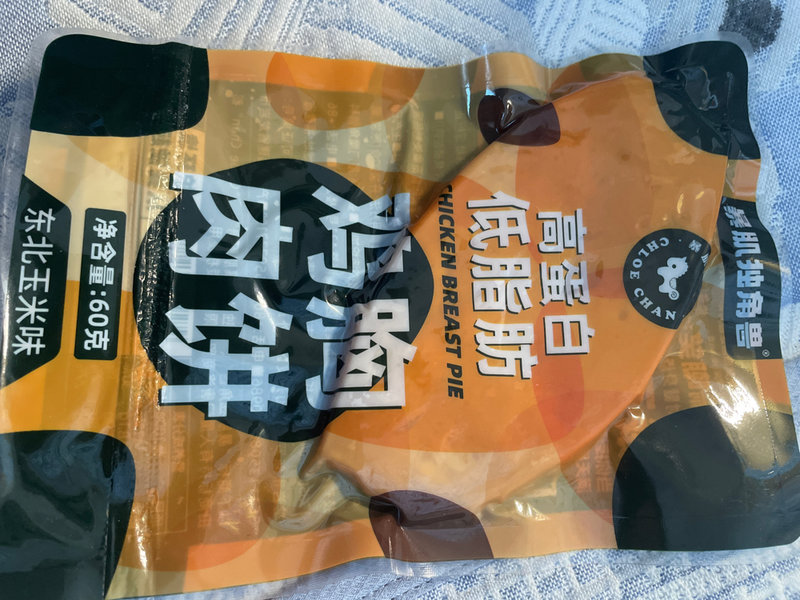 暴肌独角兽®
CHLOE CHAN
高蛋白
低脂肪
CHICKEN BREAST PIE
鸡胸
肉饼
净含量:60克
东北玉米味